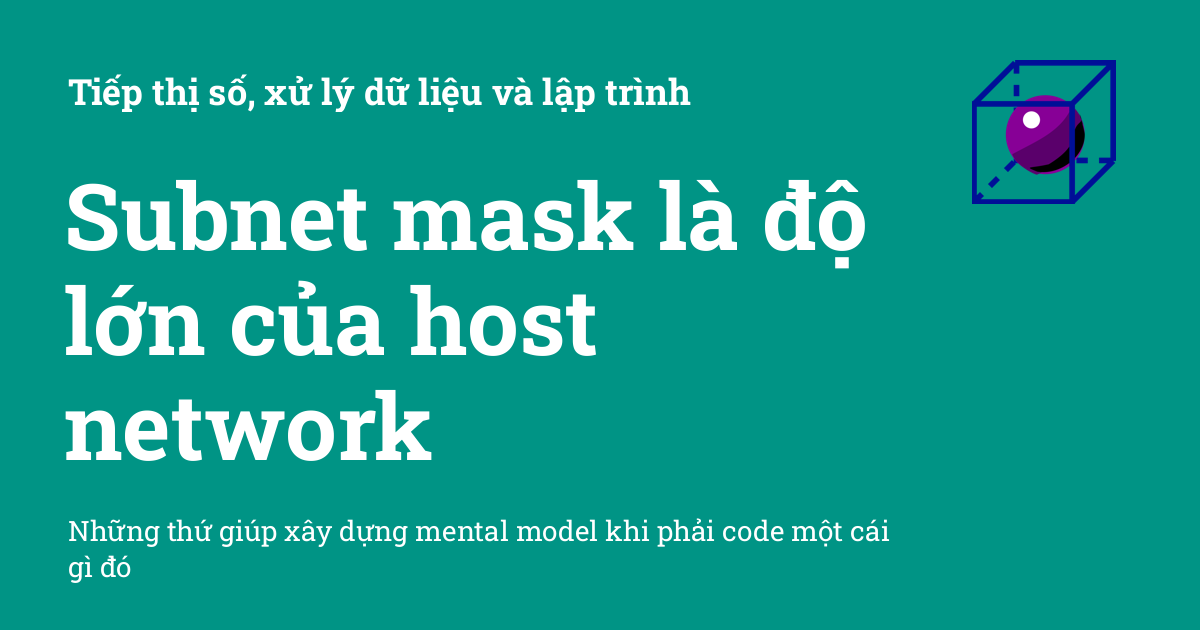 Tiếp thị số, xử lý dữ liệu và lập trình
Subnet mask là độ
lớn của host
network
Những thứ giúp xây dựng mental model khi phải code một cái
gì đó